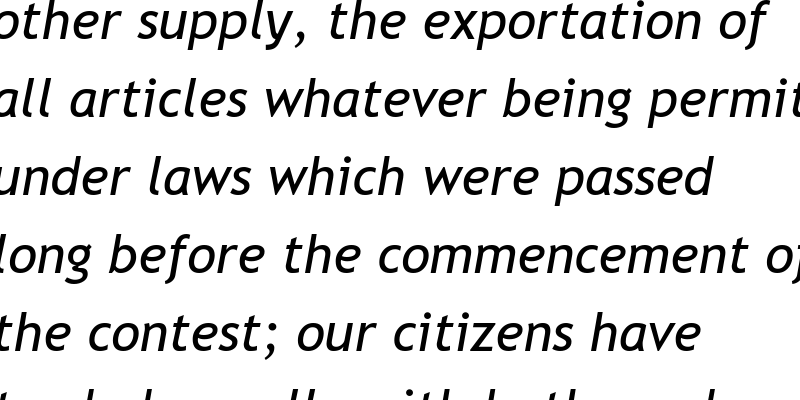 other supply, the exportation of
all articles whatever being permit
under laws which were passed
long before the commencement of
the contest; our citizens have